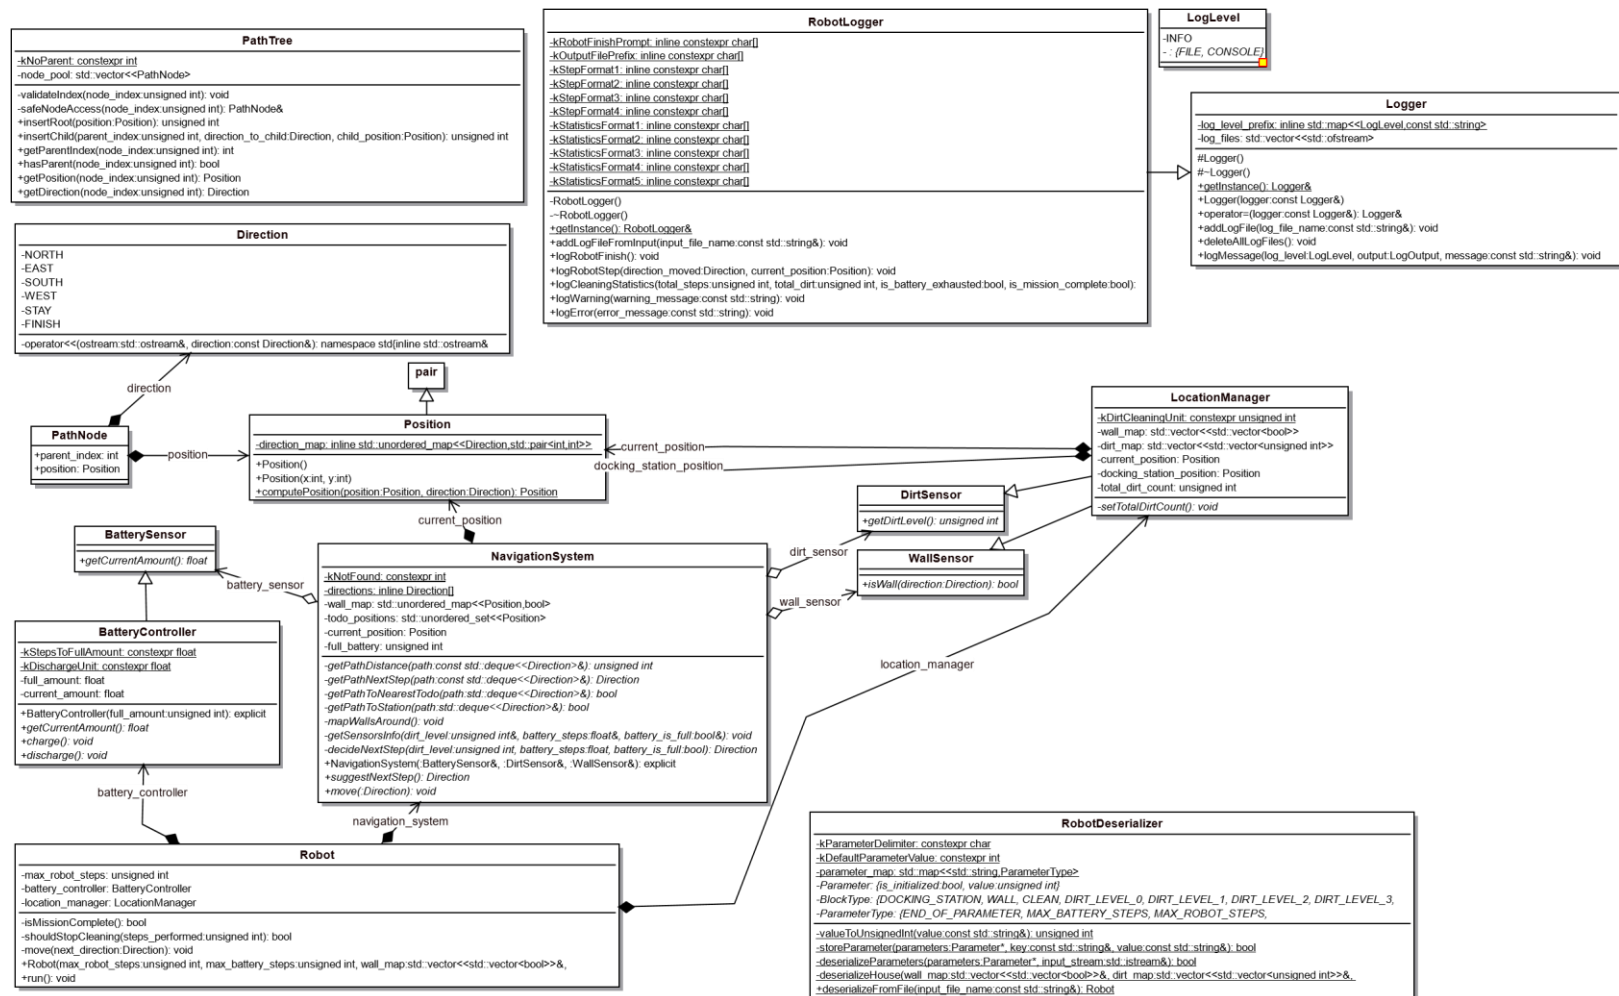 PathTree
-kNoParent: constexpr int
-node_pool: std::vector<<PathNode>
-validateIndex(node_index:unsigned int): void
-safeNodeAccess(node_index:unsigned int): PathNode&
+insertRoot(position:Position): unsigned int
+insertChild(parent_index:unsigned int, direction_to_child:Direction, child_position:Position): unsigned int
+getParentIndex(node_index:unsigned int): int
+hasParent(node_index:unsigned int): bool
+getPosition(node_index:unsigned int): Position
+getDirection(node_index:unsigned int): Direction
RobotLogger
-kRobotFinishPrompt: inline constexpr char[]
-kOutputFilePrefix: inline constexpr char[]
-kStepFormat1: inline constexpr char[]
-kStepFormat2: inline constexpr char[]
-kStepFormat3: inline constexpr char[]
-kStepFormat4: inline constexpr char[]
-kStatisticsFormat1: inline constexpr char[]
-kStatisticsFormat2: inline constexpr char[]
-kStatisticsFormat3: inline constexpr char[]
-kStatisticsFormat4: inline constexpr char[]
-kStatisticsFormat5: inline constexpr char[]
-RobotLogger()
-~RobotLogger()
+getInstance(): RobotLogger&
+addLogFileFromInput(input_file_name:const std::string&): void
+logRobotFinish(): void
+logRobotStep(direction_moved:Direction, current_position:Position): void
+logCleaningStatistics(total_steps:unsigned int, total_dirt:unsigned int, is_battery_exhausted:bool, is_mission_complete:bool):
+logWarning(warning_message:const std::string): void
+logError(error_message:const std::string): void
LogLevel
-INFO
- : {FILE, CONSOLE}
Logger
-log_level_prefix: inline std::map<<LogLevel,const std::string>
-log_files: std::vector<<std::ofstream>
#Logger()
#~Logger()
+getInstance(): Logger&
+Logger(logger:const Logger&)
+operator=(logger:const Logger&): Logger&
+addLogFile(log_file_name:const std::string&): void
+deleteAllLogFiles(): void
+logMessage(log_level:LogLevel, output:LogOutput, message:const std::string&): void
Direction
-NORTH
-EAST
-SOUTH
-WEST
-STAY
-FINISH
-operator<<(ostream:std::ostream&, direction:const Direction&): namespace std{inline std::ostream&
direction
pair
PathNode
+parent_index: int
+position: Position
position
Position
-direction_map: inline std::unordered_map<<Direction,std::pair<int,int>>
+Position()
+Position(x:int, y:int)
+computePosition(position:Position, direction:Direction): Position
current_position
docking_station_position
LocationManager
-kDirtCleaningUnit: constexpr unsigned int
-wall_map: std::vector<<std::vector<bool>>
-dirt_map: std::vector<<std::vector<unsigned int>>
-current_position: Position
-docking_station_position: Position
-total_dirt_count: unsigned int
-setTotalDirtCount(): void
DirtSensor
+getDirtLevel(): unsigned int
WallSensor
+isWall(direction:Direction): bool
current_position
dirt_sensor
wall_sensor
battery_sensor
BatterySensor
+getCurrentAmount(): float
NavigationSystem
-kNotFound: constexpr int
-directions: inline Direction[]
-wall_map: std::unordered_map<<Position,bool>
-todo_positions: std::unordered_set<<Position>
-current_position: Position
-full_battery: unsigned int
-getPathDistance(path:const std::deque<<Direction>&): unsigned int
-getPathNextStep(path:const std::deque<<Direction>&): Direction
-getPathToNearestTodo(path:std::deque<<Direction>&): bool
-getPathToStation(path:std::deque<<Direction>&): bool
-mapWallsAround(): void
-getSensorsInfo(dirt_level:unsigned int&, battery_steps:float&, battery_is_full:bool&): void
-decideNextStep(dirt_level:unsigned int, battery_steps:float, battery_is_full:bool): Direction
+NavigationSystem(:BatterySensor&, :DirtSensor&, :WallSensor&): explicit
+suggestNextStep(): Direction
+move(:Direction): void
BatteryController
-kStepsToFullAmount: constexpr float
-kDischargeUnit: constexpr float
-full_amount: float
-current_amount: float
+BatteryController(full_amount:unsigned int): explicit
+getCurrentAmount(): float
+charge(): void
+discharge(): void
location_manager
battery_controller
navigation_system
Robot
-max_robot_steps: unsigned int
-battery_controller: BatteryController
-location_manager: LocationManager
-isMissionComplete(): bool
-shouldStopCleaning(steps_performed:unsigned int): bool
-move(next_direction:Direction): void
+Robot(max_robot_steps:unsigned int, max_battery_steps:unsigned int, wall_map:std::vector<<std::vector<bool>>&,
+run(): void
RobotDeserializer
-kParameterDelimiter: constexpr char
-kDefaultParameterValue: constexpr int
-parameter_map: std::map<<std::string,ParameterType>
-Parameter: {is_initialized:bool, value:unsigned int}
-BlockType: {DOCKING_STATION, WALL, CLEAN, DIRT_LEVEL_0, DIRT_LEVEL_1, DIRT_LEVEL_2, DIRT_LEVEL_3,
-ParameterType: {END_OF_PARAMETER, MAX_BATTERY_STEPS, MAX_ROBOT_STEPS,
-valueToUnsignedInt(value:const std::string&): unsigned int
-storeParameter(parameters:Parameter*, key:const std::string&, value:const std::string&): bool
-deserializeParameters(parameters:Parameter*, input_stream:std::istream&): bool
-deserializeHouse(wall_map:std::vector<<std::vector<bool>>&, dirt_map:std::vector<<std::vector<unsigned int>>&,
+deserializeFromFile(input_file_name:const std::string&): Robot